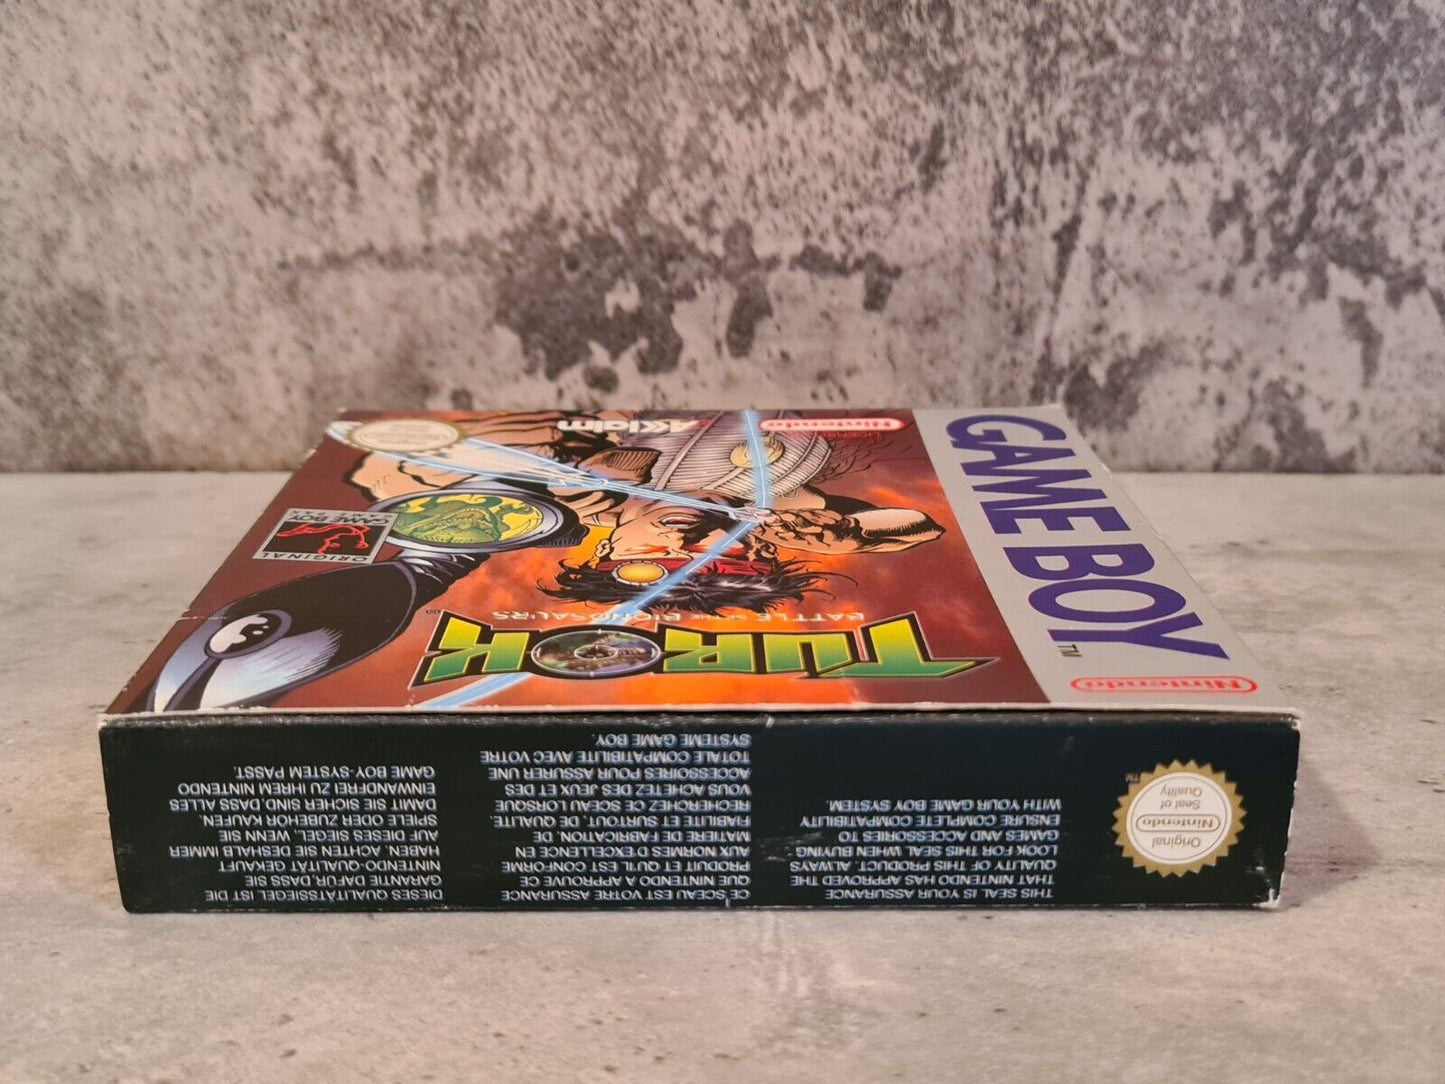 GAME BOY™
Nintendo
Nintendo
AKlaim
TUROK
BATTLE OF THE BIONOSAURS
ORIGINAL
GAME BOY
GAME PAK
Original
Nintendo
Seal of
Quality
TM
THIS SEAL IS YOUR ASSURANCE
THAT NINTENDO HAS APPROVED THE
QUALITY OF THIS PRODUCT. ALWAYS
LOOK FOR THIS SEAL WHEN BUYING
GAMES AND ACCESSORIES TO
ENSURE COMPLETE COMPATIBILITY
WITH YOUR GAME BOY SYSTEM.
CE SCEAU EST VOTRE ASSURANCE
QUE NINTENDO A APPROUVE CE
PRODUIT ET QU'IL EST CONFORME
AUX NORMES D'EXCELLENCE EN
MATIERE DE FABRICATION, DE
FIABILITE ET SURTOUT, DE QUALITE.
RECHERCHEZ CE SCEAU LORSQUE
VOUS ACHETEZ DES JEUX ET DES
ACCESSOIRES POUR ASSURER UNE
TOTALE COMPATIBILITE AVEC VOTRE
SYSTEME GAME BOY.
DIESES QUALITÄTSSIEGEL IST DIE
GARANTIE DAFÜR, DASS SIE
NINTENDO-QUALITÄT GEKAUFT
HABEN. ACHTEN SIE DESHALB IMMER
AUF DIESES SIEGEL, WENN SIE
SPIELE ODER ZUBEHÖR KAUFEN,
DAMIT SIE SICHER SIND, DASS ALLES
EINWANDFREI ZU IHREM NINTENDO
GAME BOY-SYSTEM PASST.